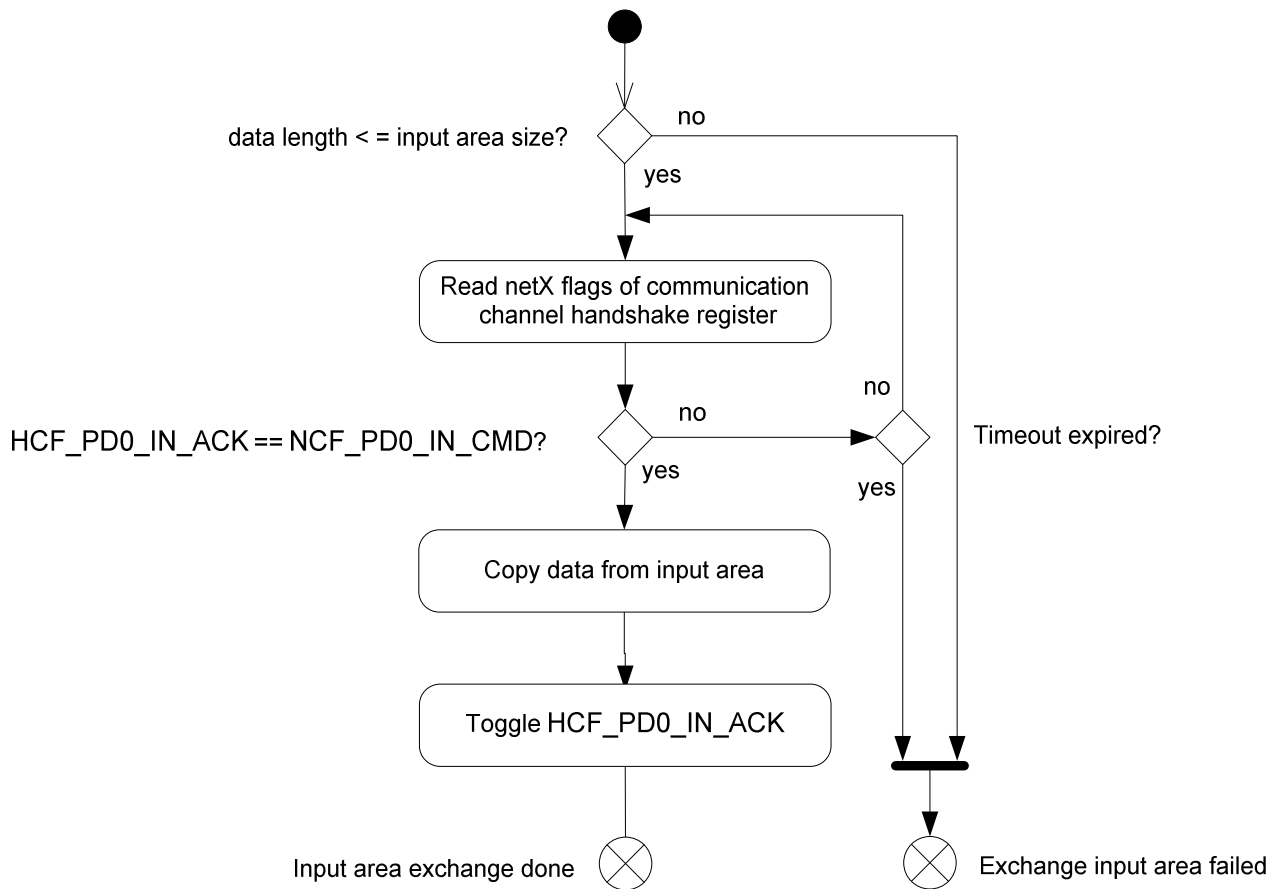 no
data length < = input area size?
yes
Read netX flags of communication
channel handshake register
no
no
HCF_PD0_IN_ACK == NCF_PD0_IN_CMD?
Timeout expired?
yes
yes
Copy data from input area
Toggle HCF_PD0_IN_ACK
Input area exchange done
Exchange input area failed